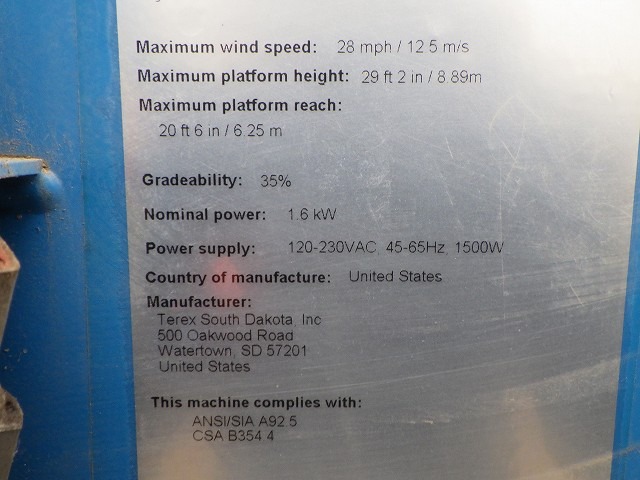 Maximum wind speed: 28 mph / 12.5 m/s
Maximum platform height: 29 ft 2 in / 8.89m
Maximum platform reach:
20 ft 6 in / 6.25 m
Gradeability: 35%
Nominal power: 1.6 kW
Power supply: 120-230VAC, 45-65Hz, 1500W
Country of manufacture: United States
Manufacturer:
Terex South Dakota, Inc
500 Oakwood Road
Watertown, SD 57201
United States
This machine complies with:
ANSI/SIA A92.5
CSA B354.4